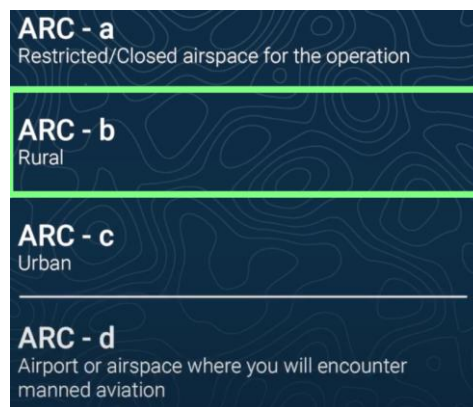 ARC - a
Restricted/Closed airspace for the operation
ARC - b
Rural
ARC - c
Urban
ARC - d
Airport or airspace where you will encounter
manned aviation